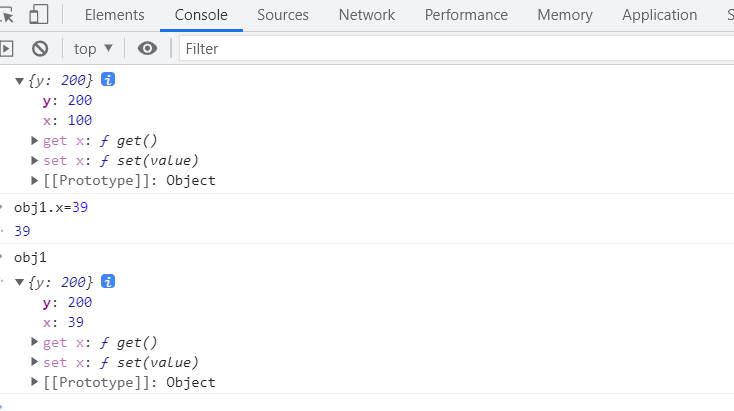 Elements Console Sources Network Performance Memory Application S
top ▼ Filter
▼{y: 200} i
y: 200
x: 100
▶ get x: ƒ get()
▶ set x: ƒ set(value)
▶ [[Prototype]]: Object
obj1.x=39
39
obj1
▼{y: 200} i
y: 200
x: 39
▶ get x: ƒ get()
▶ set x: ƒ set(value)
▶ [[Prototype]]: Object